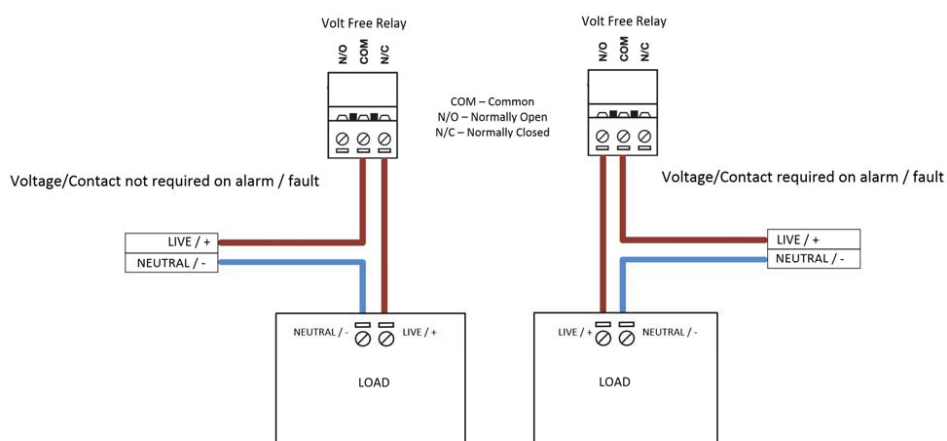 Volt Free Relay
N/O COM N/C
Volt Free Relay
N/O COM N/C
COM – Common
N/O – Normally Open
N/C – Normally Closed
Voltage/Contact not required on alarm / fault
Voltage/Contact required on alarm / fault
LIVE / +
NEUTRAL / -
LIVE / +
NEUTRAL / -
NEUTRAL / - LIVE / +
LOAD
LIVE / + NEUTRAL / -
LOAD